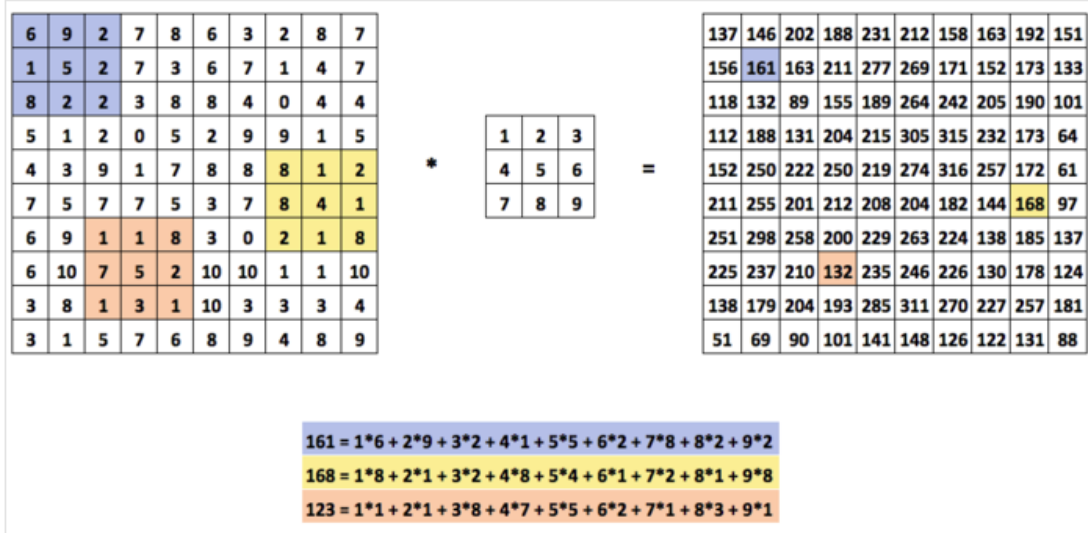 6 9 2 7 8 6 3 2 8 7 137 146 202 188 231 212 158 163 192 151
1 5 2 7 3 6 7 1 4 7 156 161 163 211 277 269 171 152 173 133
8 2 2 3 8 8 4 0 4 4 118 132 89 155 189 264 242 205 190 101
5 1 2 0 5 2 9 9 1 5 1 2 3 112 188 131 204 215 305 315 232 173 64
4 3 9 1 7 8 8 8 1 2 * 4 5 6 = 152 250 222 250 219 274 316 257 172 61
7 5 7 7 5 3 7 8 4 1 7 8 9 211 255 201 212 208 204 182 144 168 97
6 9 1 1 8 3 0 2 1 8 251 298 258 200 229 263 224 138 185 137
6 10 7 5 2 10 10 1 1 10 225 237 210 132 235 246 226 130 178 124
3 8 1 3 1 10 3 3 3 4 138 179 204 193 285 311 270 227 257 181
3 1 5 7 6 8 9 4 8 9 51 69 90 101 141 148 126 122 131 88
161 = 1*6 + 2*9 + 3*2 + 4*1 + 5*5 + 6*2 + 7*8 + 8*2 + 9*2
168 = 1*8 + 2*1 + 3*2 + 4*8 + 5*4 + 6*1 + 7*2 + 8*1 + 9*8
123 = 1*1 + 2*1 + 3*8 + 4*7 + 5*5 + 6*2 + 7*1 + 8*3 + 9*1